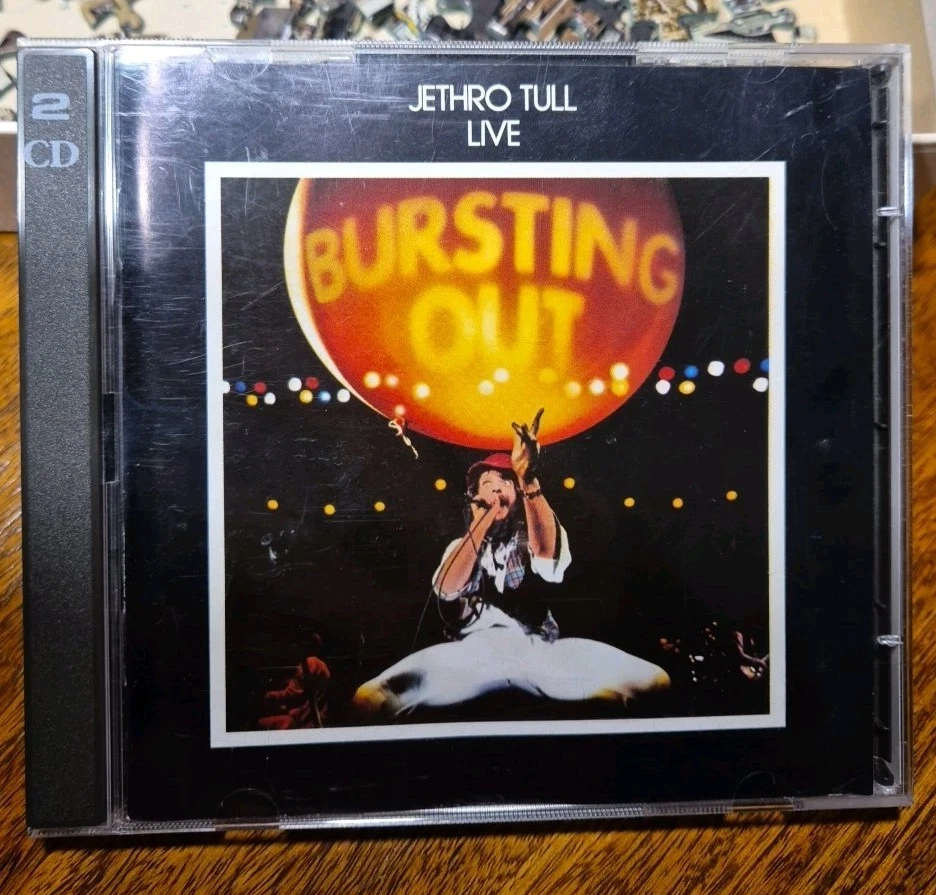 2
CD
JETHRO TULL
LIVE
BURSTING
OUT